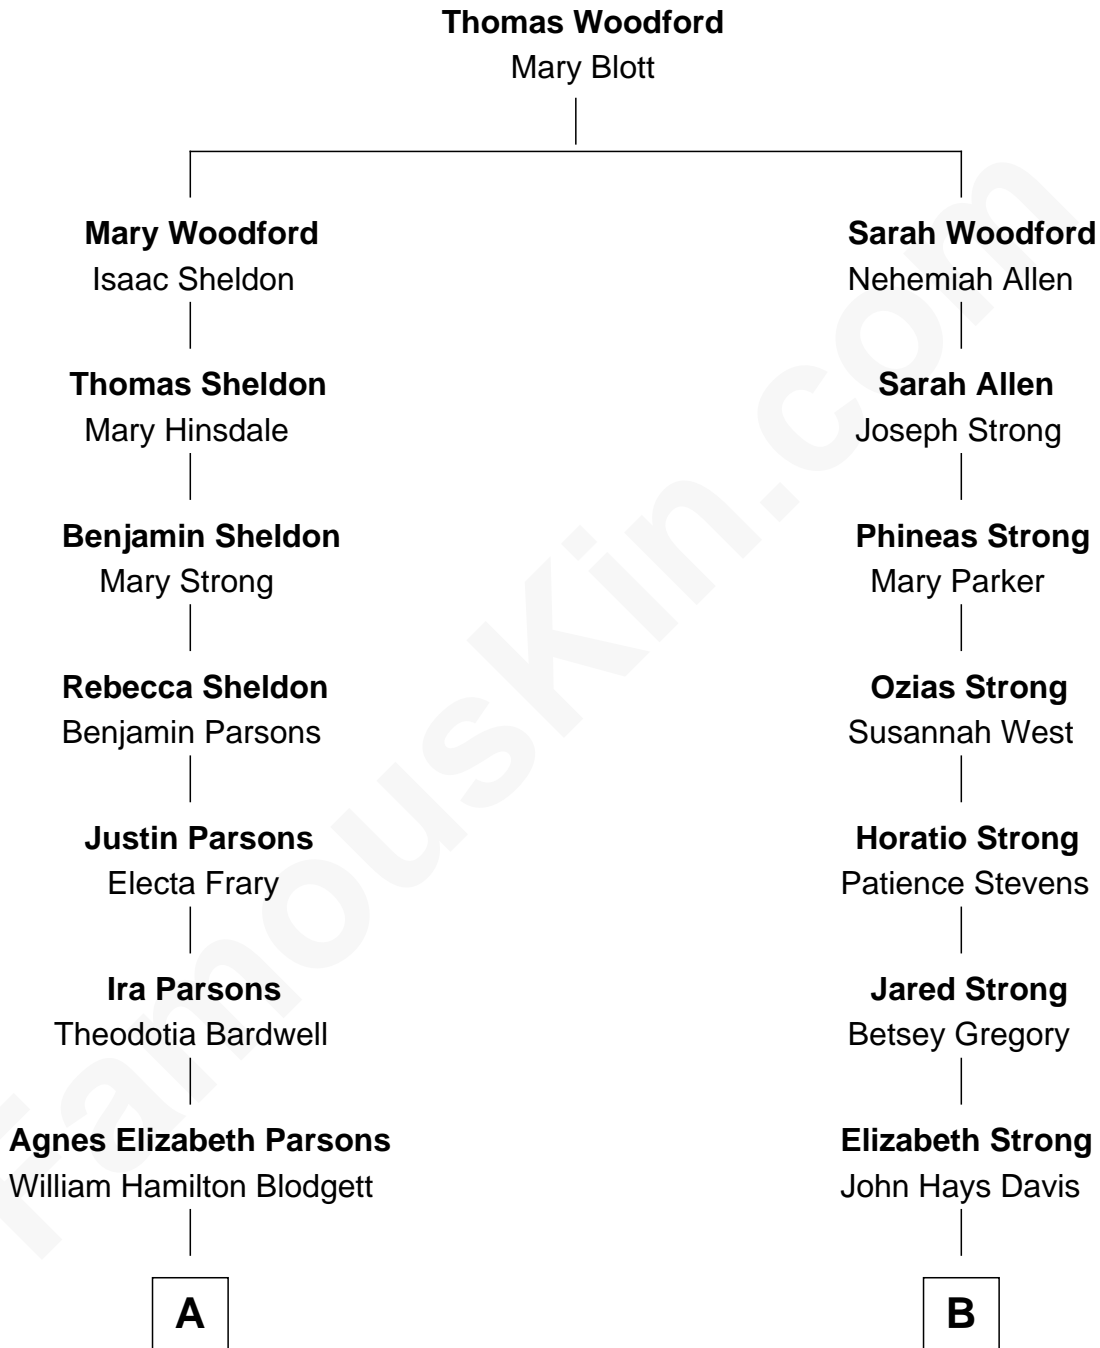 Thomas Woodford
Mary Blott
Mary Woodford
Isaac Sheldon
Sarah Woodford
Nehemiah Allen
Thomas Sheldon
Mary Hinsdale
Sarah Allen
Joseph Strong
Benjamin Sheldon
Mary Strong
Phineas Strong
Mary Parker
Rebecca Sheldon
Benjamin Parsons
Ozias Strong
Susannah West
Justin Parsons
Electa Frary
Horatio Strong
Patience Stevens
Ira Parsons
Theodotia Bardwell
Jared Strong
Betsey Gregory
Agnes Elizabeth Parsons
William Hamilton Blodgett
Elizabeth Strong
John Hays Davis
A
B
FamousKin.com